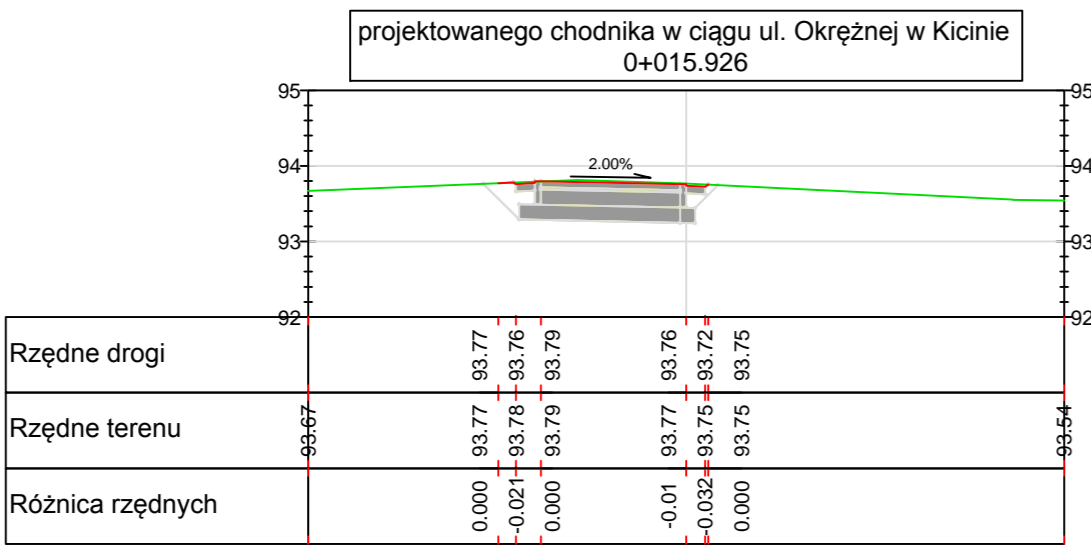 projektowanego chodnika w ciągu ul. Okrężnej w Kicinie
0+015.926
95 95
94 2.00% 94
93 93
92 92
Rzędne drogi 93.77 93.76 93.79 93.76 93.72 93.75
Rzędne terenu 93.67 93.77 93.78 93.79 93.77 93.75 93.75 93.54
Różnica rzędnych 0.000 -0.021 0.000 -0.01 -0.032 0.000